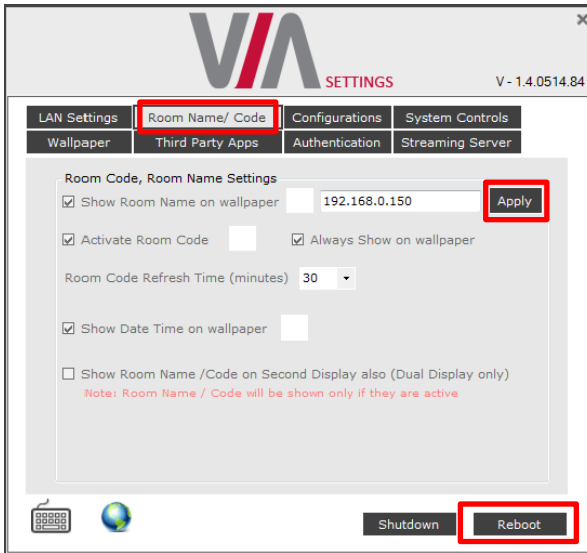 VIA
SETTINGS
V - 1.4.0514.84
LAN Settings Room Name/ Code Configurations System Controls
Wallpaper Third Party Apps Authentication Streaming Server
Room Code, Room Name Settings
Show Room Name on wallpaper 192.168.0.150 Apply
Activate Room Code Always Show on wallpaper
Room Code Refresh Time (minutes) 30
Show Date Time on wallpaper
Show Room Name /Code on Second Display also (Dual Display only)
Note: Room Name / Code will be shown only if they are active
Shutdown Reboot